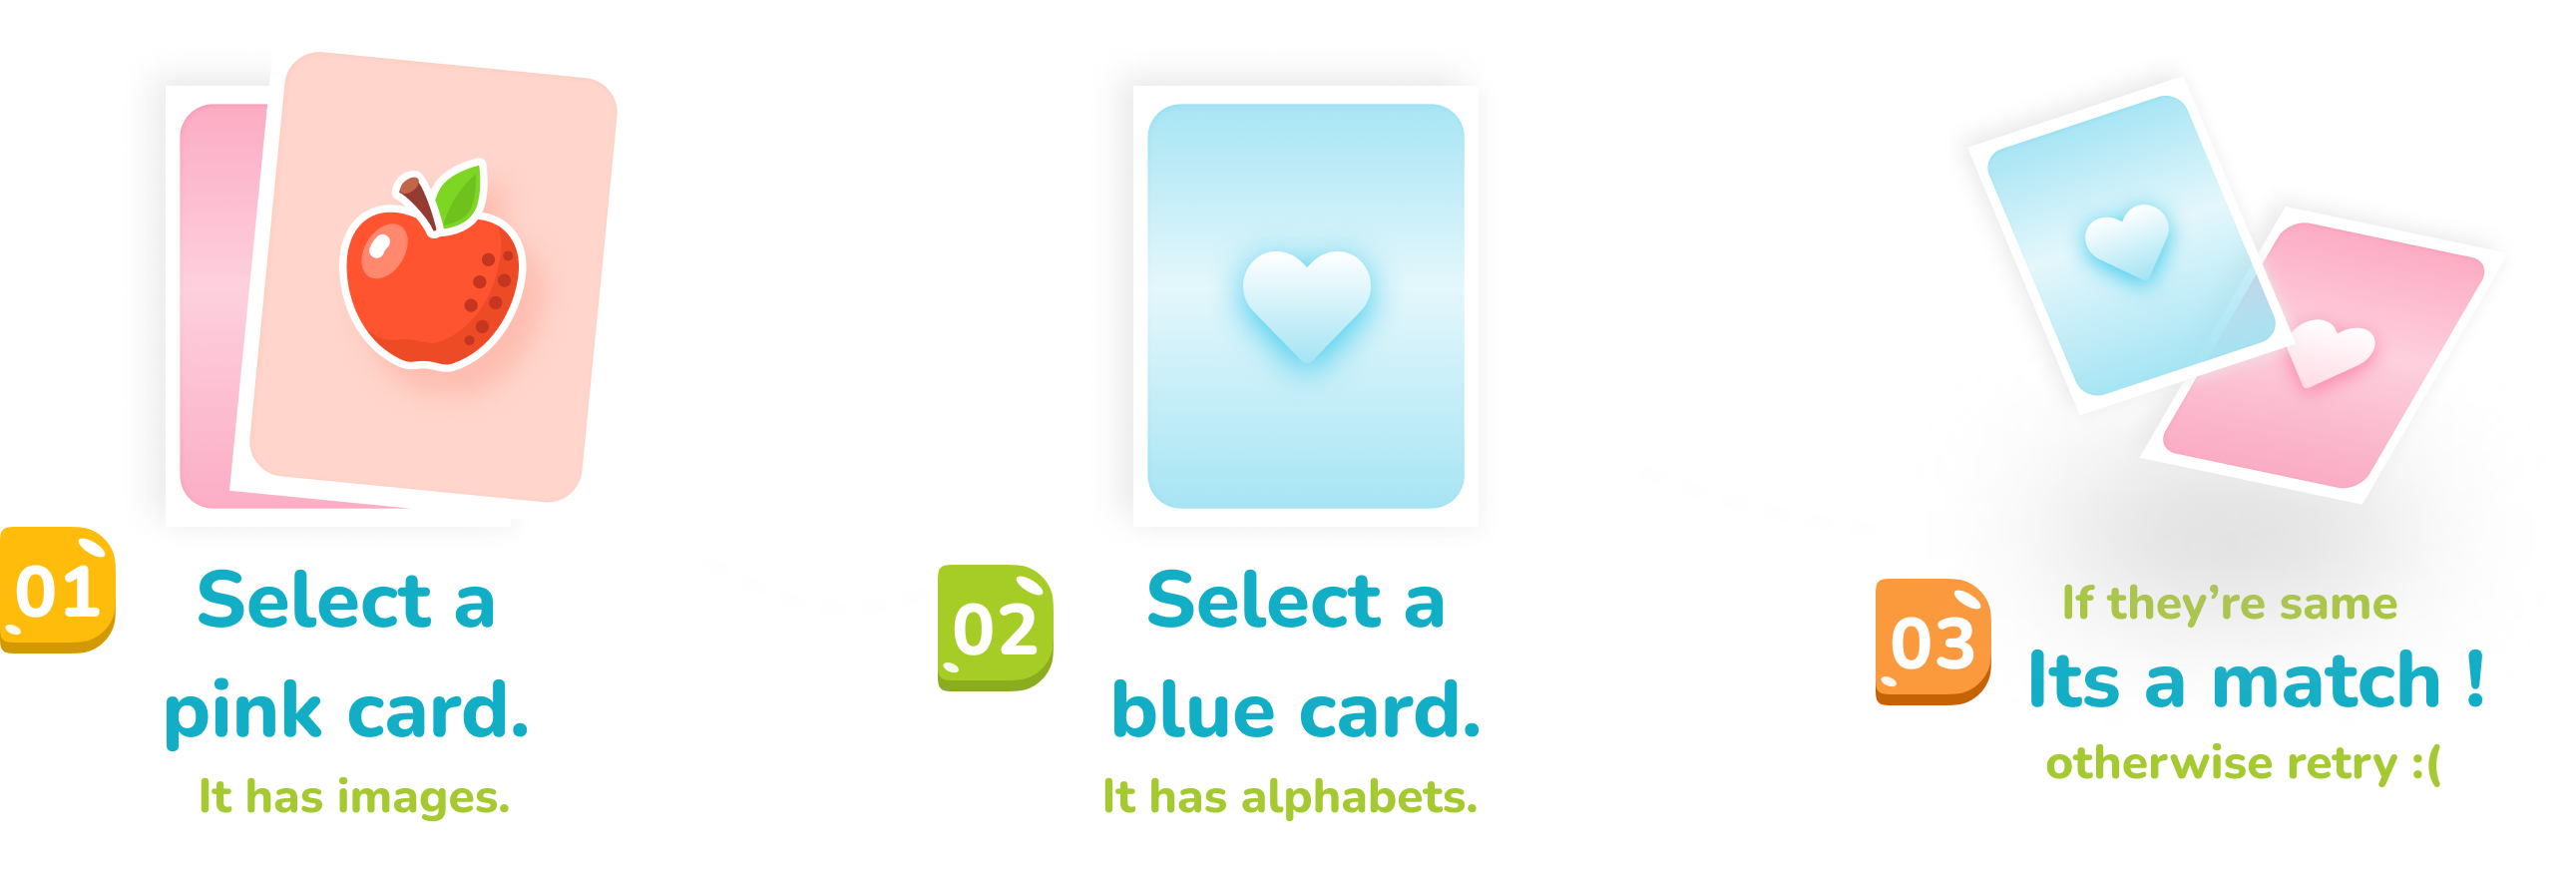 01
Select a
pink card.
It has images.
02
Select a
blue card.
It has alphabets.
03
If they’re same
Its a match !
otherwise retry :(